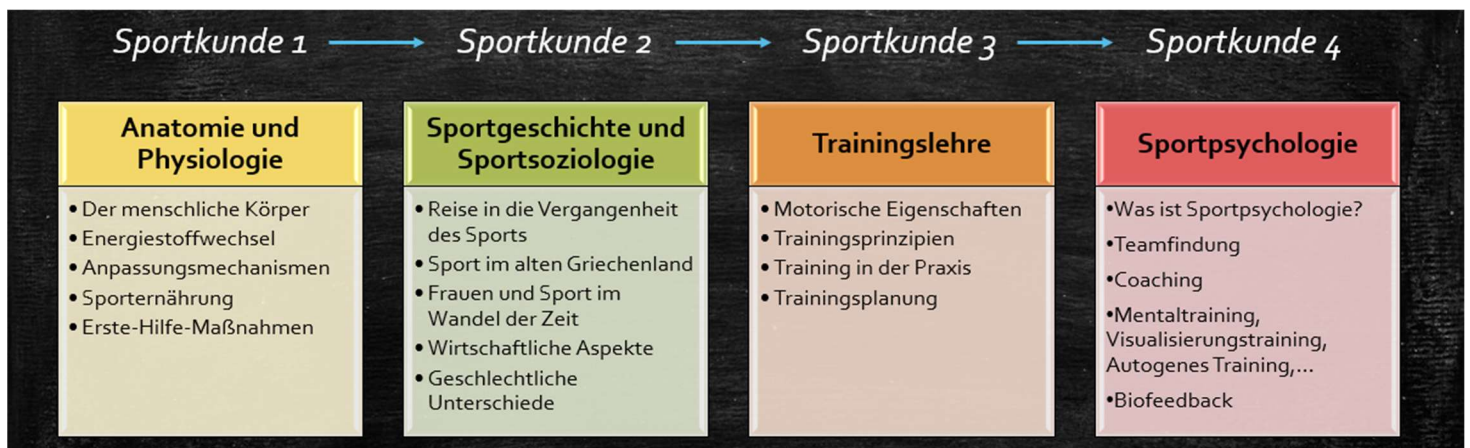 Sportkunde 1
Sportkunde 2
Sportkunde 3
Sportkunde 4
Anatomie und
Physiologie
• Der menschliche Körper
• Energiestoffwechsel
• Anpassungsmechanismen
• Sporternährung
• Erste-Hilfe-Maßnahmen
Sportgeschichte und
Sportsoziologie
• Reise in die Vergangenheit
des Sports
• Sport im alten Griechenland
• Frauen und Sport im
Wandel der Zeit
• Wirtschaftliche Aspekte
• Geschlechtliche
Unterschiede
Trainingslehre
• Motorische Eigenschaften
• Trainingsprinzipien
• Training in der Praxis
• Trainingsplanung
Sportpsychologie
•Was ist Sportpsychologie?
•Teamfindung
•Coaching
•Mentaltraining,
Visualisierungstraining,
Autogenes Training,...
•Biofeedback